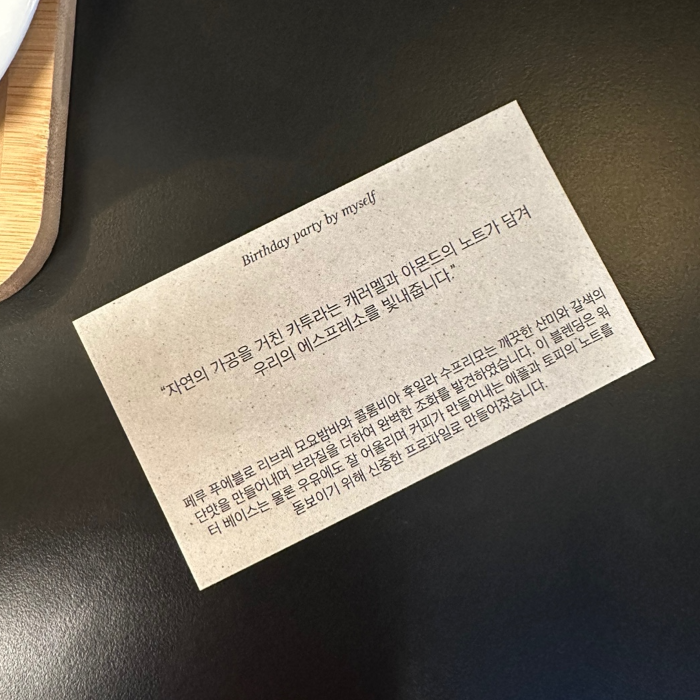 Birthday party by myself
“자연의 가공을 거친 카투라는 캐러멜과 아몬드의 노트가 담겨
우리의 에스프레소를 빛내줍니다.”
페루 푸에블로 리브레 모요밤바와 콜롬비아 후일라 수프리모는 깨끗한 산미와 갈색의
단맛을 만들어내며 브라질을 더하여 완벽한 조화를 발견하였습니다. 이 블렌딩은 워
터 베이스는 물론 우유에도 잘 어울리며 커피가 만들어내는 애플과 토피의 노트를
돋보이기 위해 신중한 프로파일로 만들어졌습니다.